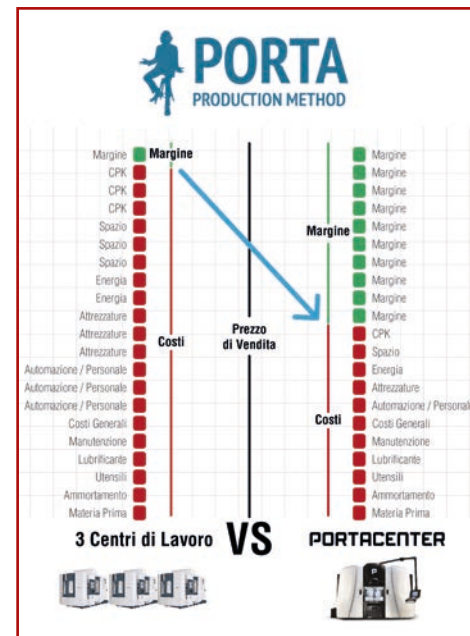 PORTA
PRODUCTION METHOD
Margine
CPK
CPK
CPK
Spazio
Spazio
Spazio
Energia
Energia
Attrezzature
Attrezzature
Attrezzature
Automazione / Personale
Automazione / Personale
Automazione / Personale
Costi Generali
Manutenzione
Lubrificante
Utensili
Ammortamento
Materia Prima
Margine
Costi
Prezzo
di Vendita
Margine
Costi
Margine
Margine
Margine
Margine
Margine
Margine
Margine
Margine
Margine
Margine
CPK
Spazio
Energia
Attrezzature
Automazione / Personale
Costi Generali
Manutenzione
Lubrificante
Utensili
Ammortamento
Materia Prima
3 Centri di Lavoro
VS
PORTACENTER